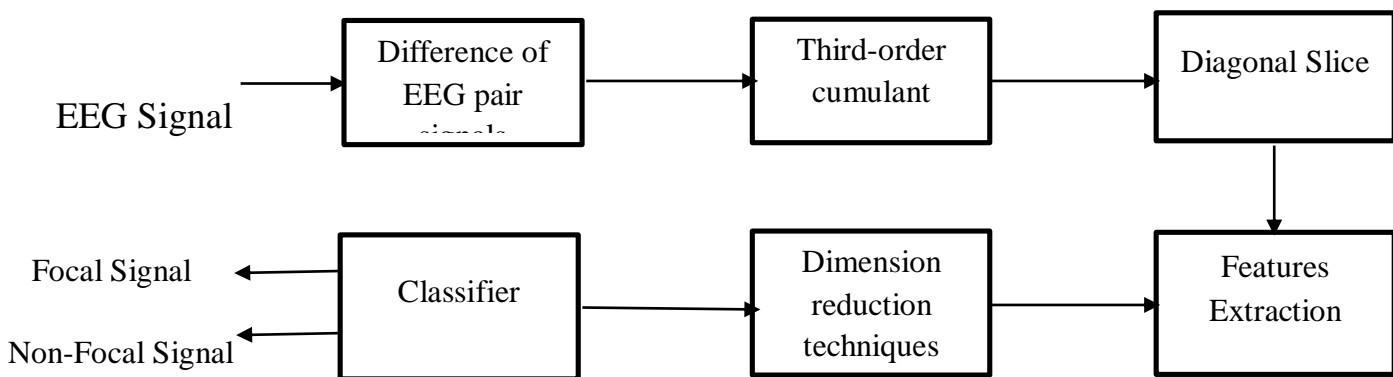 EEG Signal
Difference of
EEG pair
signals
Third-order
cumulant
Diagonal Slice
Focal Signal
Non-Focal Signal
Classifier
Dimension
reduction
techniques
Features
Extraction